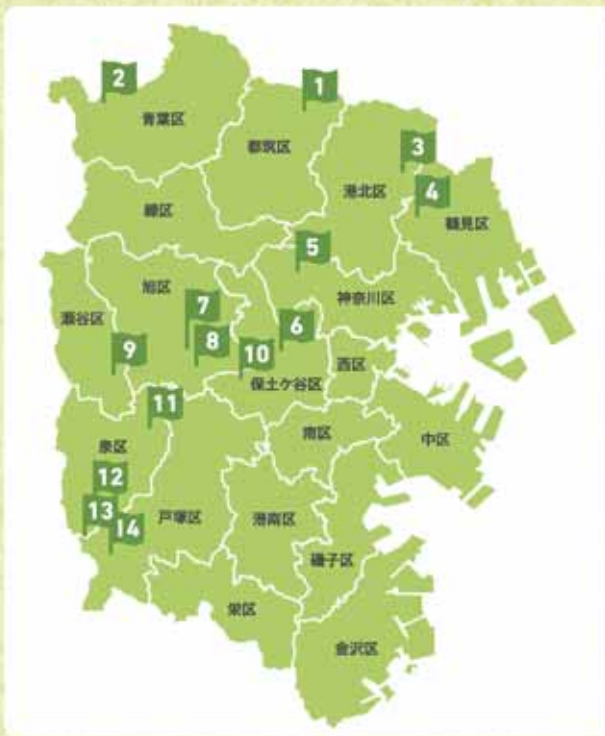 2
1
青葉区
都筑区
3
港北区
4
鶴見区
緑区
5
旭区
神奈川区
7
瀬谷区
8
6
9
10
西区
保土ケ谷区
11
南区
中区
泉区
12
13
14
戸塚区
港南区
磯子区
栄区
金沢区